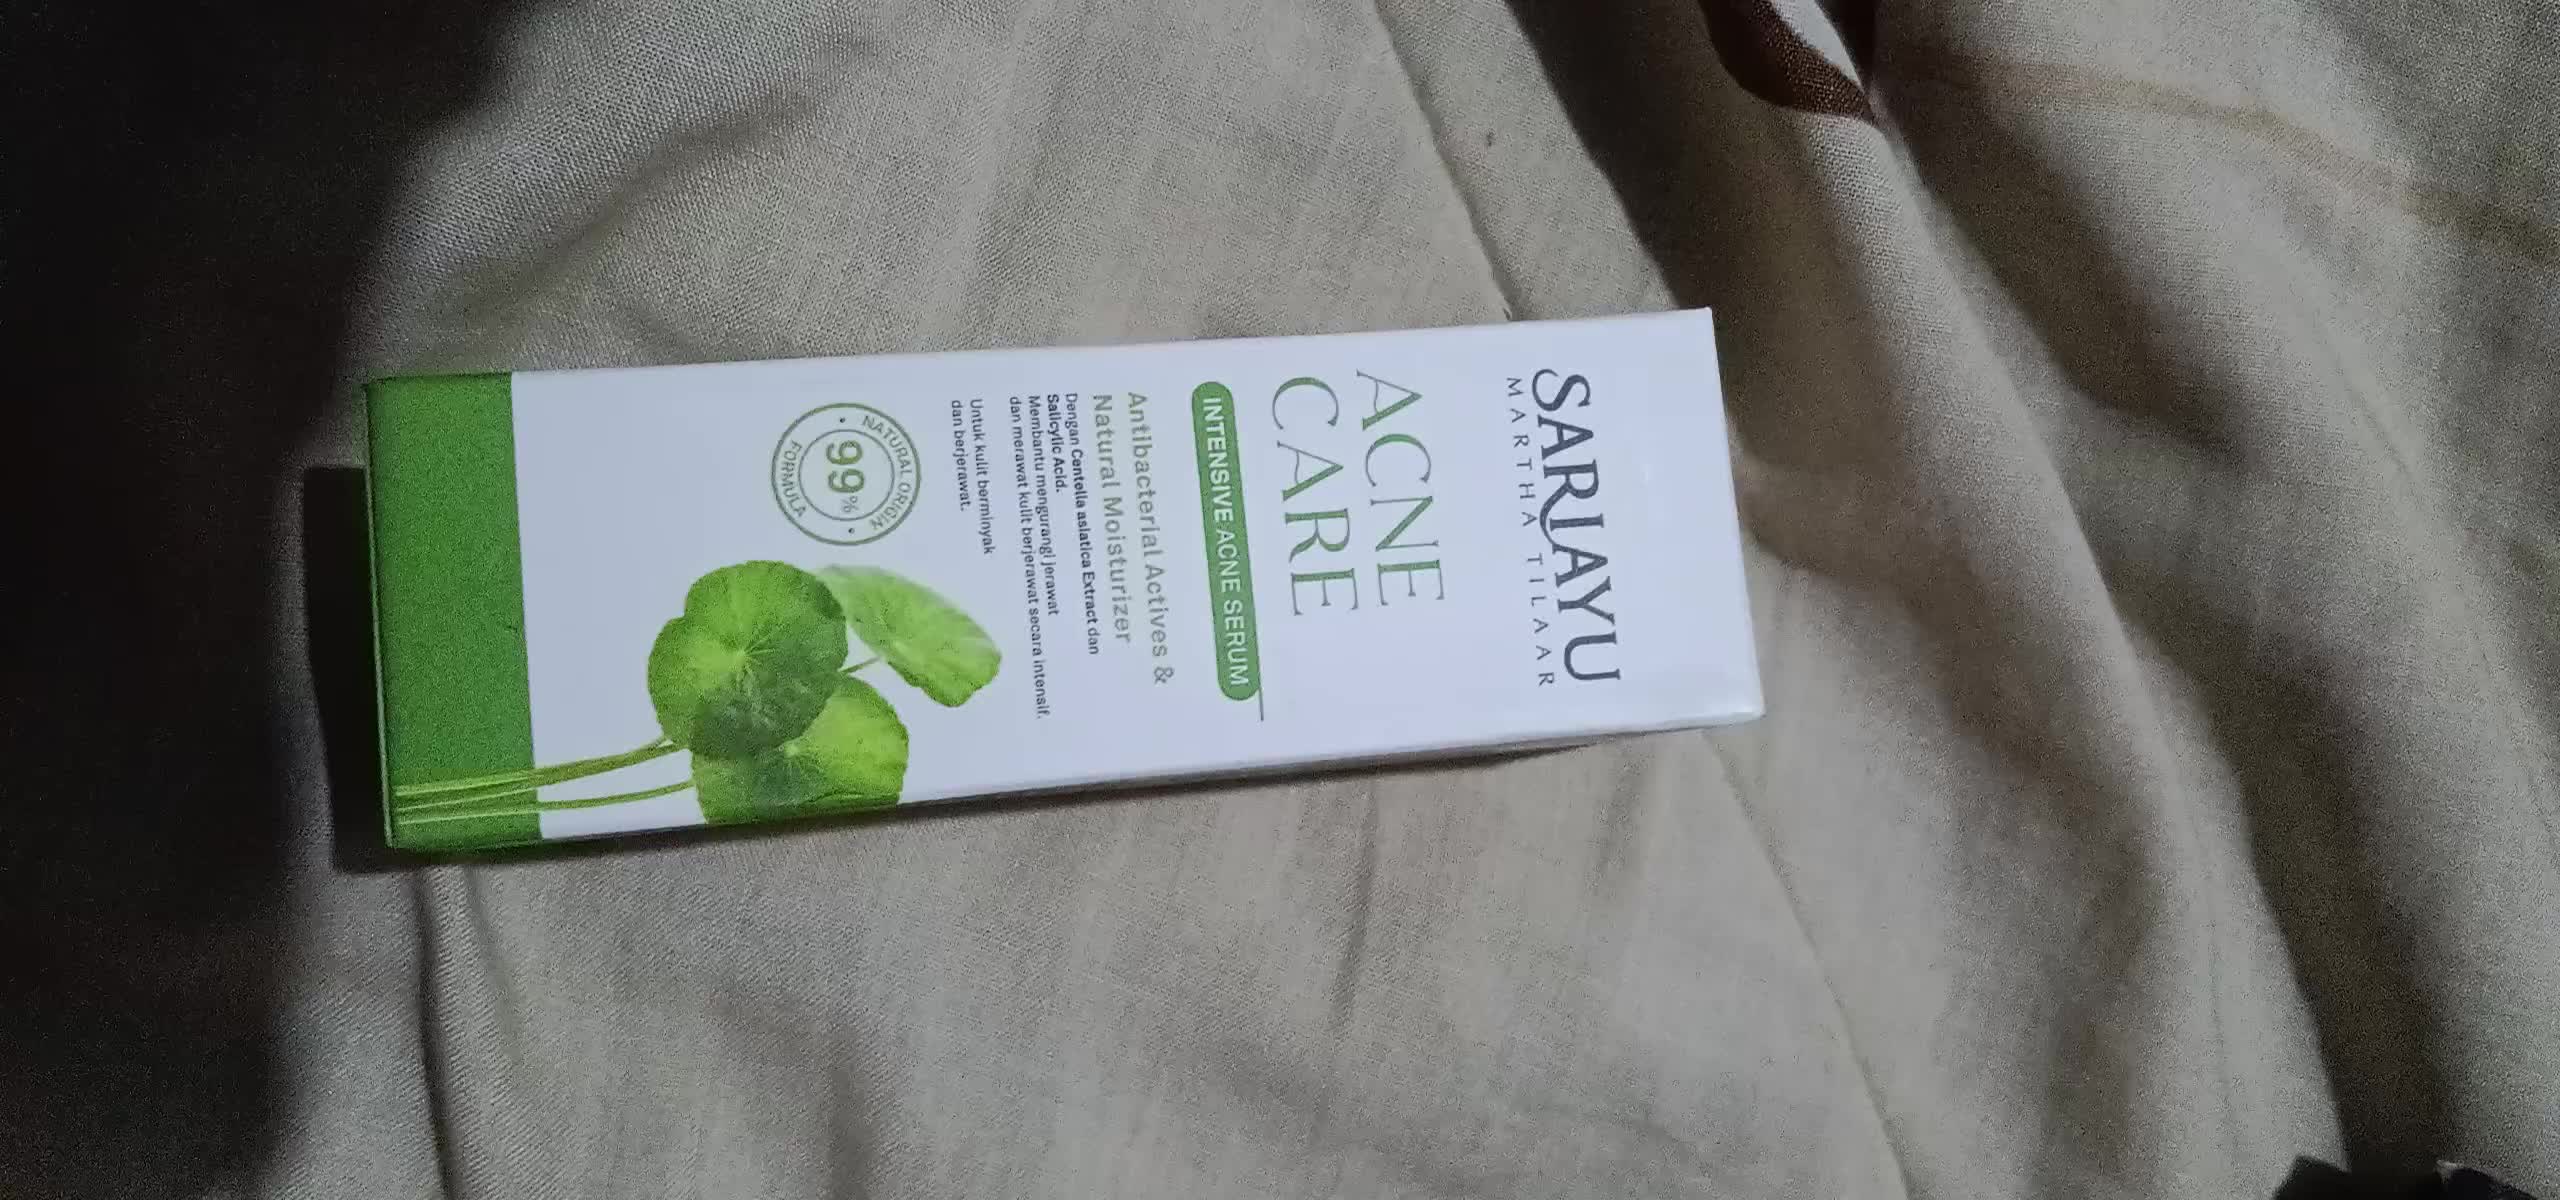 SARIAYU
MARTHA TILAAR
ACNE
CARE
INTENSIVE ACNE SERUM
Antibacterial Actives &
Natural Moisturizer
Dengan Centella asiatica Extract dan
Salicylic Acid.
Membantu mengurangi jerawat
dan merawat kulit berjerawat secara intensif.
Untuk kulit berminyak
dan berjerawat.
NATURAL ORIGIN
99%
FORMULA